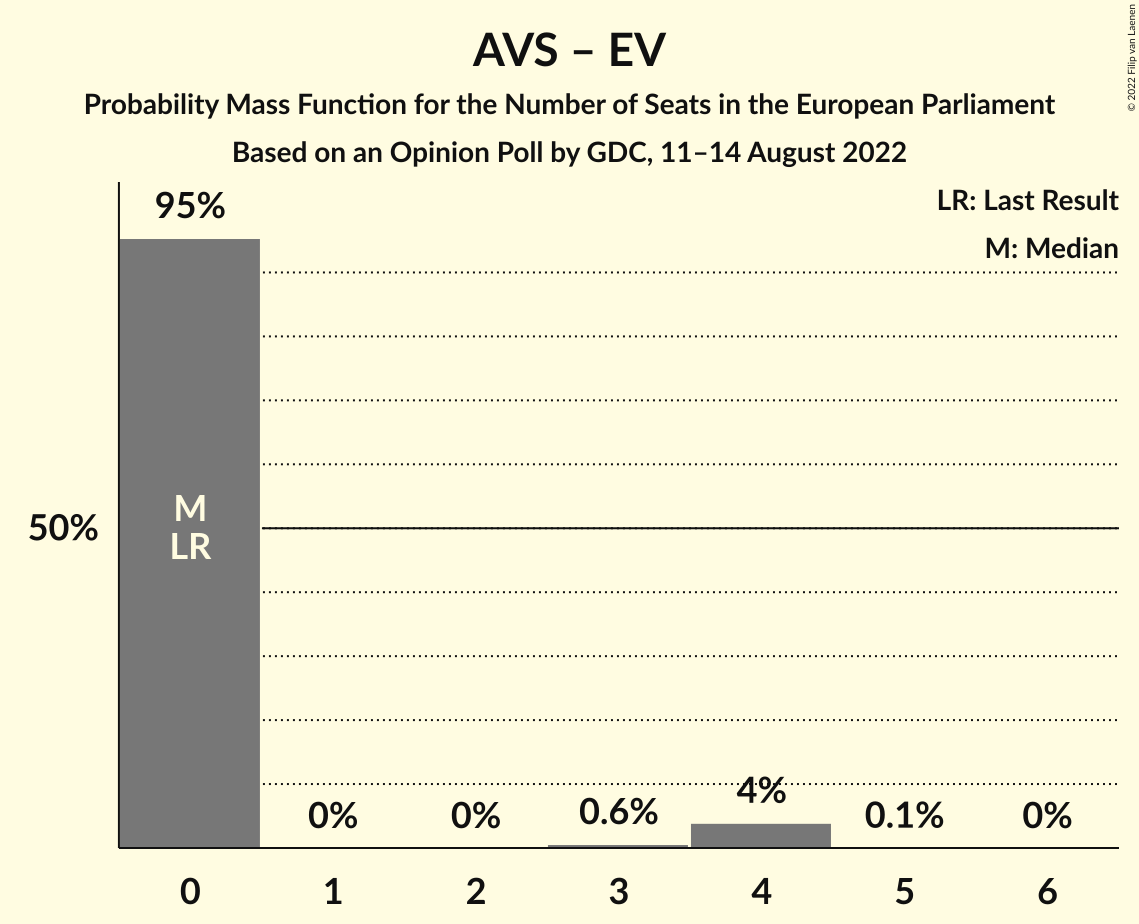 AVS – EV
Probability Mass Function for the Number of Seats in the European Parliament
Based on an Opinion Poll by GDC, 11–14 August 2022
© 2022 Filip van Laenen
LR: Last Result
M: Median
95%
50%
M
LR
0%
0%
0.6%
4%
0.1%
0%
0
1
2
3
4
5
6